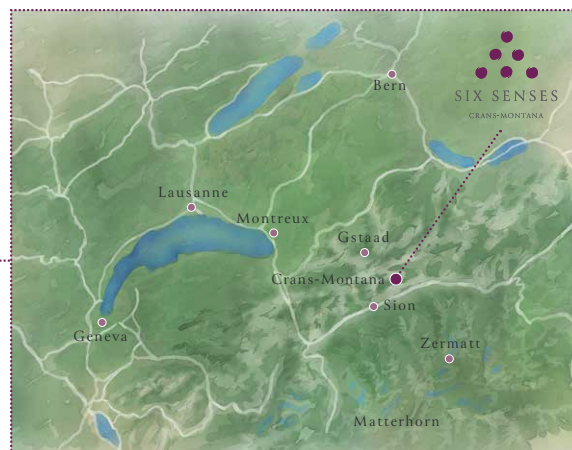 Bern
SIX SENSES
CRANS-MONTANA
Lausanne
Montreux
Gstaad
Crans-Montana
Sion
Geneva
Zermatt
Matterhorn